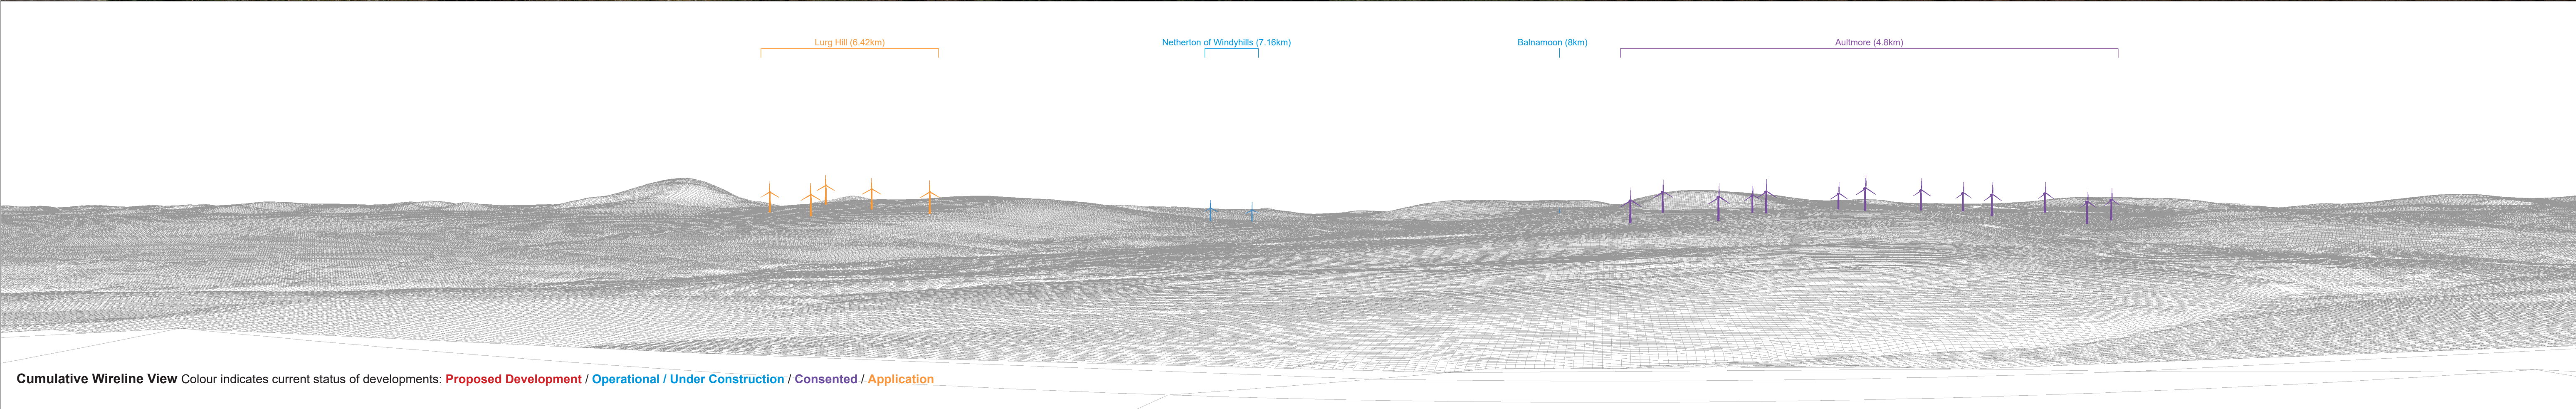 Lurg Hill (6.42km)
Netherton of Windyhills (7.16km)
Balnamoon (8km)
Aultmore (4.8km)
Cumulative Wireline View Colour indicates current status of developments: Proposed Development / Operational / Under Construction / Consented / Application